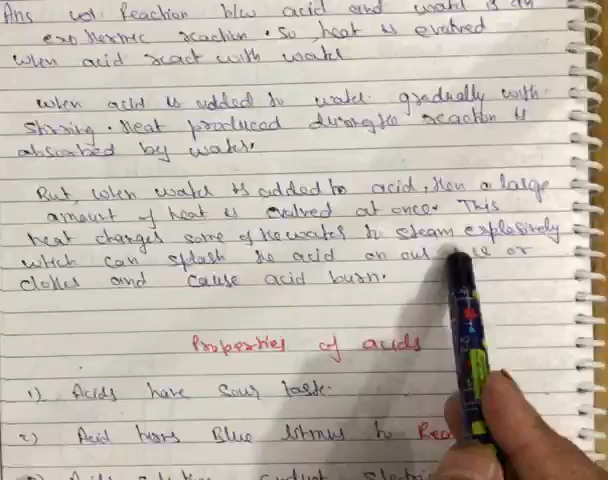 Ans Reaction b/w acid and water is an
exothermic reaction. So, heat is evolved
when acid react with water
when acid is added to water gradually with
stirring. Heat produced during the reaction is
absorbed by water.
But, when water is added to acid, then a large
amount of heat is evolved at once. This
heat changes some of the water to steam explosively
which can splash the acid on our or
clothes and cause acid burn.
Properties of acids
1) Acids have sour taste.
2) Acid turns Blue litmus to Red